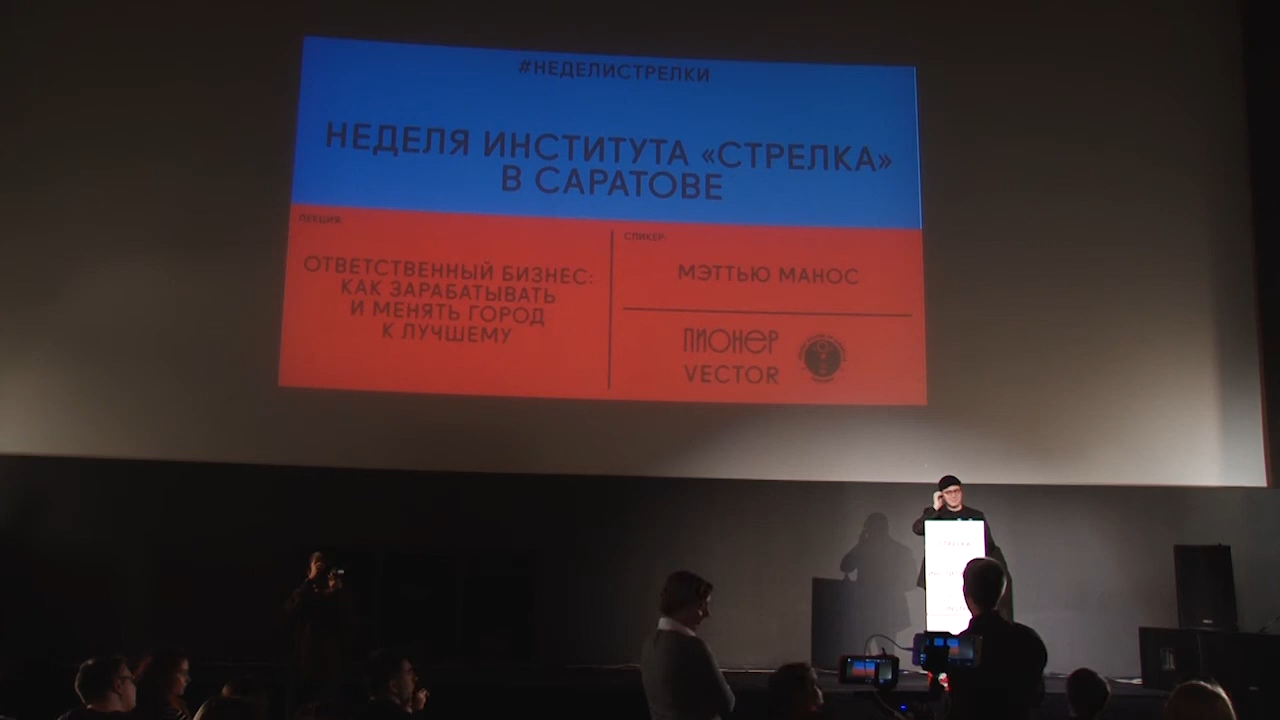 #НЕДЕЛИСТРЕЛКИ
НЕДЕЛЯ ИНСТИТУТА «СТРЕЛКА»
В САРАТОВЕ
ЛЕКЦИЯ:
ОТВЕТСТВЕННЫЙ БИЗНЕС:
КАК ЗАРАБАТЫВАТЬ
И МЕНЯТЬ ГОРОД
К ЛУЧШЕМУ
СПИКЕР:
МЭТТЬЮ МАНОС
ПИОНЕР
VECTOR